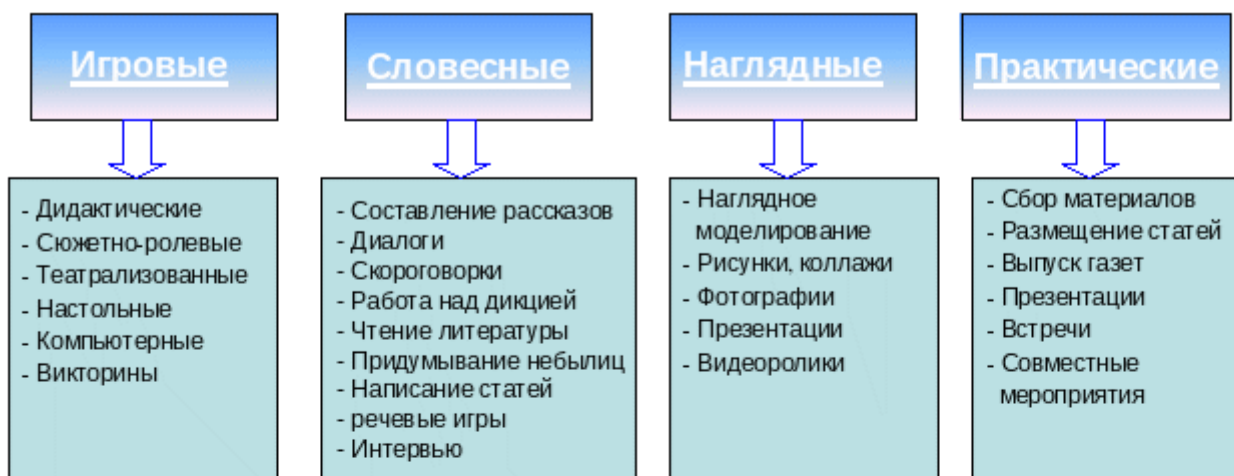 Игровые
Словесные
Наглядные
Практические
- Дидактические
- Сюжетно-ролевые
- Театрализованные
- Настольные
- Компьютерные
- Викторины
- Составление рассказов
- Диалоги
- Скороговорки
- Работа над дикцией
- Чтение литературы
- Придумывание небылиц
- Написание статей
- речевые игры
- Интервью
- Наглядное
моделирование
- Рисунки, коллажи
- Фотографии
- Презентации
- Видеоролики
- Сбор материалов
- Размещение статей
- Выпуск газет
- Презентации
- Встречи
- Совместные
мероприятия